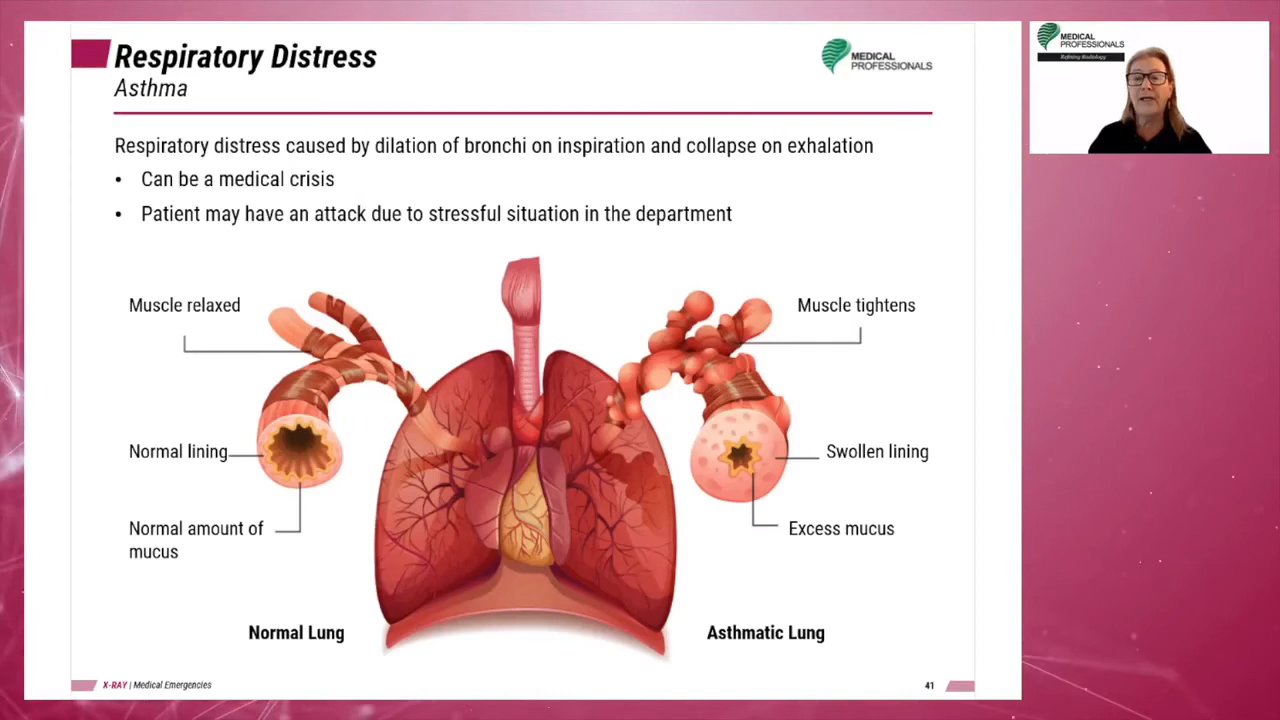 Respiratory Distress
Asthma
MEDICAL
PROFESSIONALS
Respiratory distress caused by dilation of bronchi on inspiration and collapse on exhalation
• Can be a medical crisis
• Patient may have an attack due to stressful situation in the department
Muscle relaxed
Muscle tightens
Normal lining
Swollen lining
Normal amount of
mucus
Excess mucus
Normal Lung
Asthmatic Lung
X-RAY | Medical Emergencies
41
MEDICAL
PROFESSIONALS
Refining Radiology